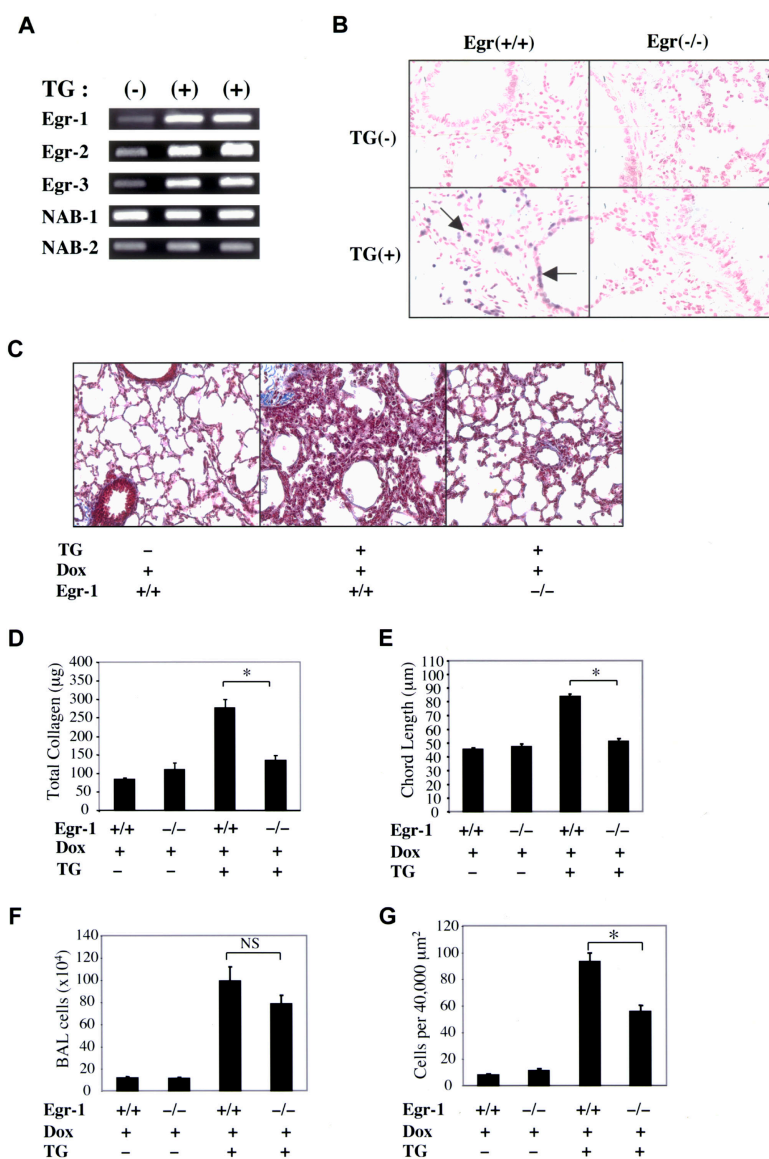 A
TG : (-) (+) (+)
Egr-1
Egr-2
Egr-3
NAB-1
NAB-2
B
Egr(+/+) Egr(-/-)
TG(-)
TG(+)
C
TG – + +
Dox + + +
Egr-1 +/+ +/+ –/–
D
Total Collagen (µg)
400
350
300
250
200
150
100
50
0
*
Egr-1 +/+ –/– +/+ –/–
Dox + + + +
TG – – + +
E
Chord Length (µm)
110
90
80
70
60
50
40
30
20
10
0
*
Egr-1 +/+ –/– +/+ –/–
Dox + + + +
TG – – + +
F
BAL cells (x10⁴)
140
120
100
80
60
40
20
0
NS
Egr-1 +/+ –/– +/+ –/–
Dox + + + +
TG – – + +
G
Cells per 40,000 µm²
120
100
80
60
40
20
0
*
Egr-1 +/+ –/– +/+ –/–
Dox + + + +
TG – – + +